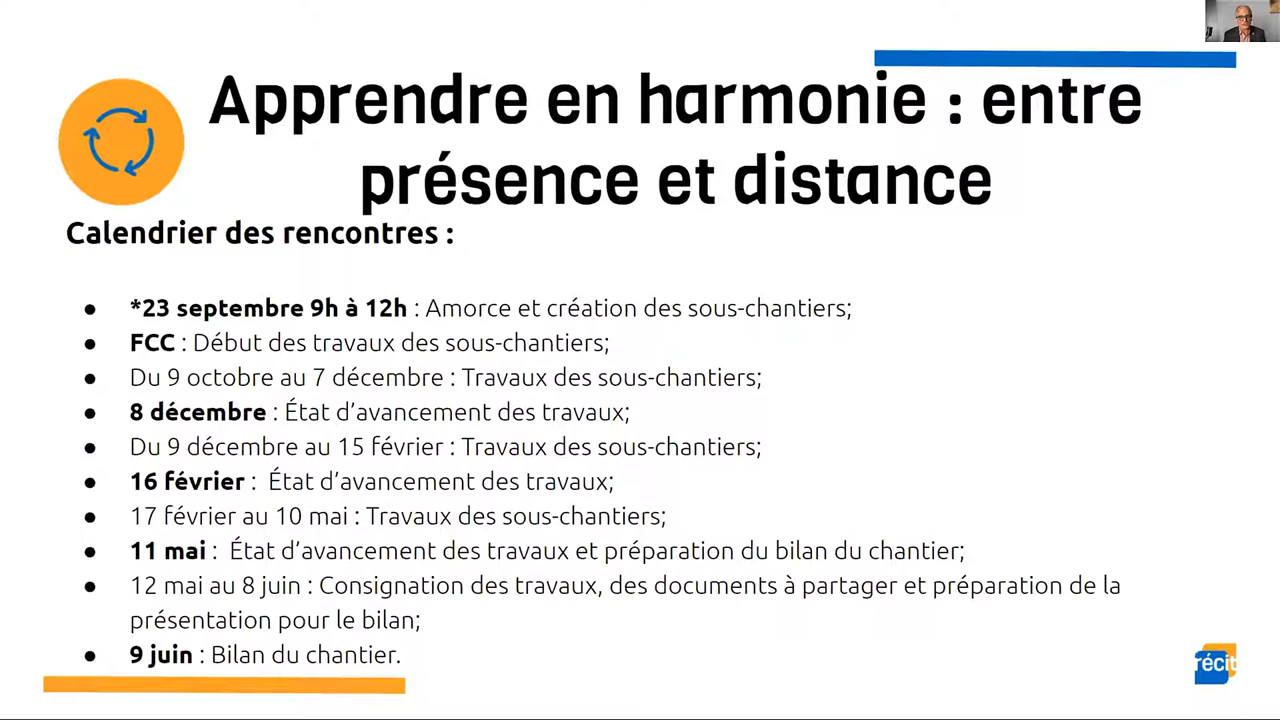 Apprendre en harmonie : entre
présence et distance
Calendrier des rencontres :
● *23 septembre 9h à 12h : Amorce et création des sous-chantiers;
● FCC : Début des travaux des sous-chantiers;
● Du 9 octobre au 7 décembre : Travaux des sous-chantiers;
● 8 décembre : État d’avancement des travaux;
● Du 9 décembre au 15 février : Travaux des sous-chantiers;
● 16 février :  État d’avancement des travaux;
● 17 février au 10 mai : Travaux des sous-chantiers;
● 11 mai :  État d’avancement des travaux et préparation du bilan du chantier;
● 12 mai au 8 juin : Consignation des travaux, des documents à partager et préparation de la
présentation pour le bilan;
● 9 juin : Bilan du chantier.
récit